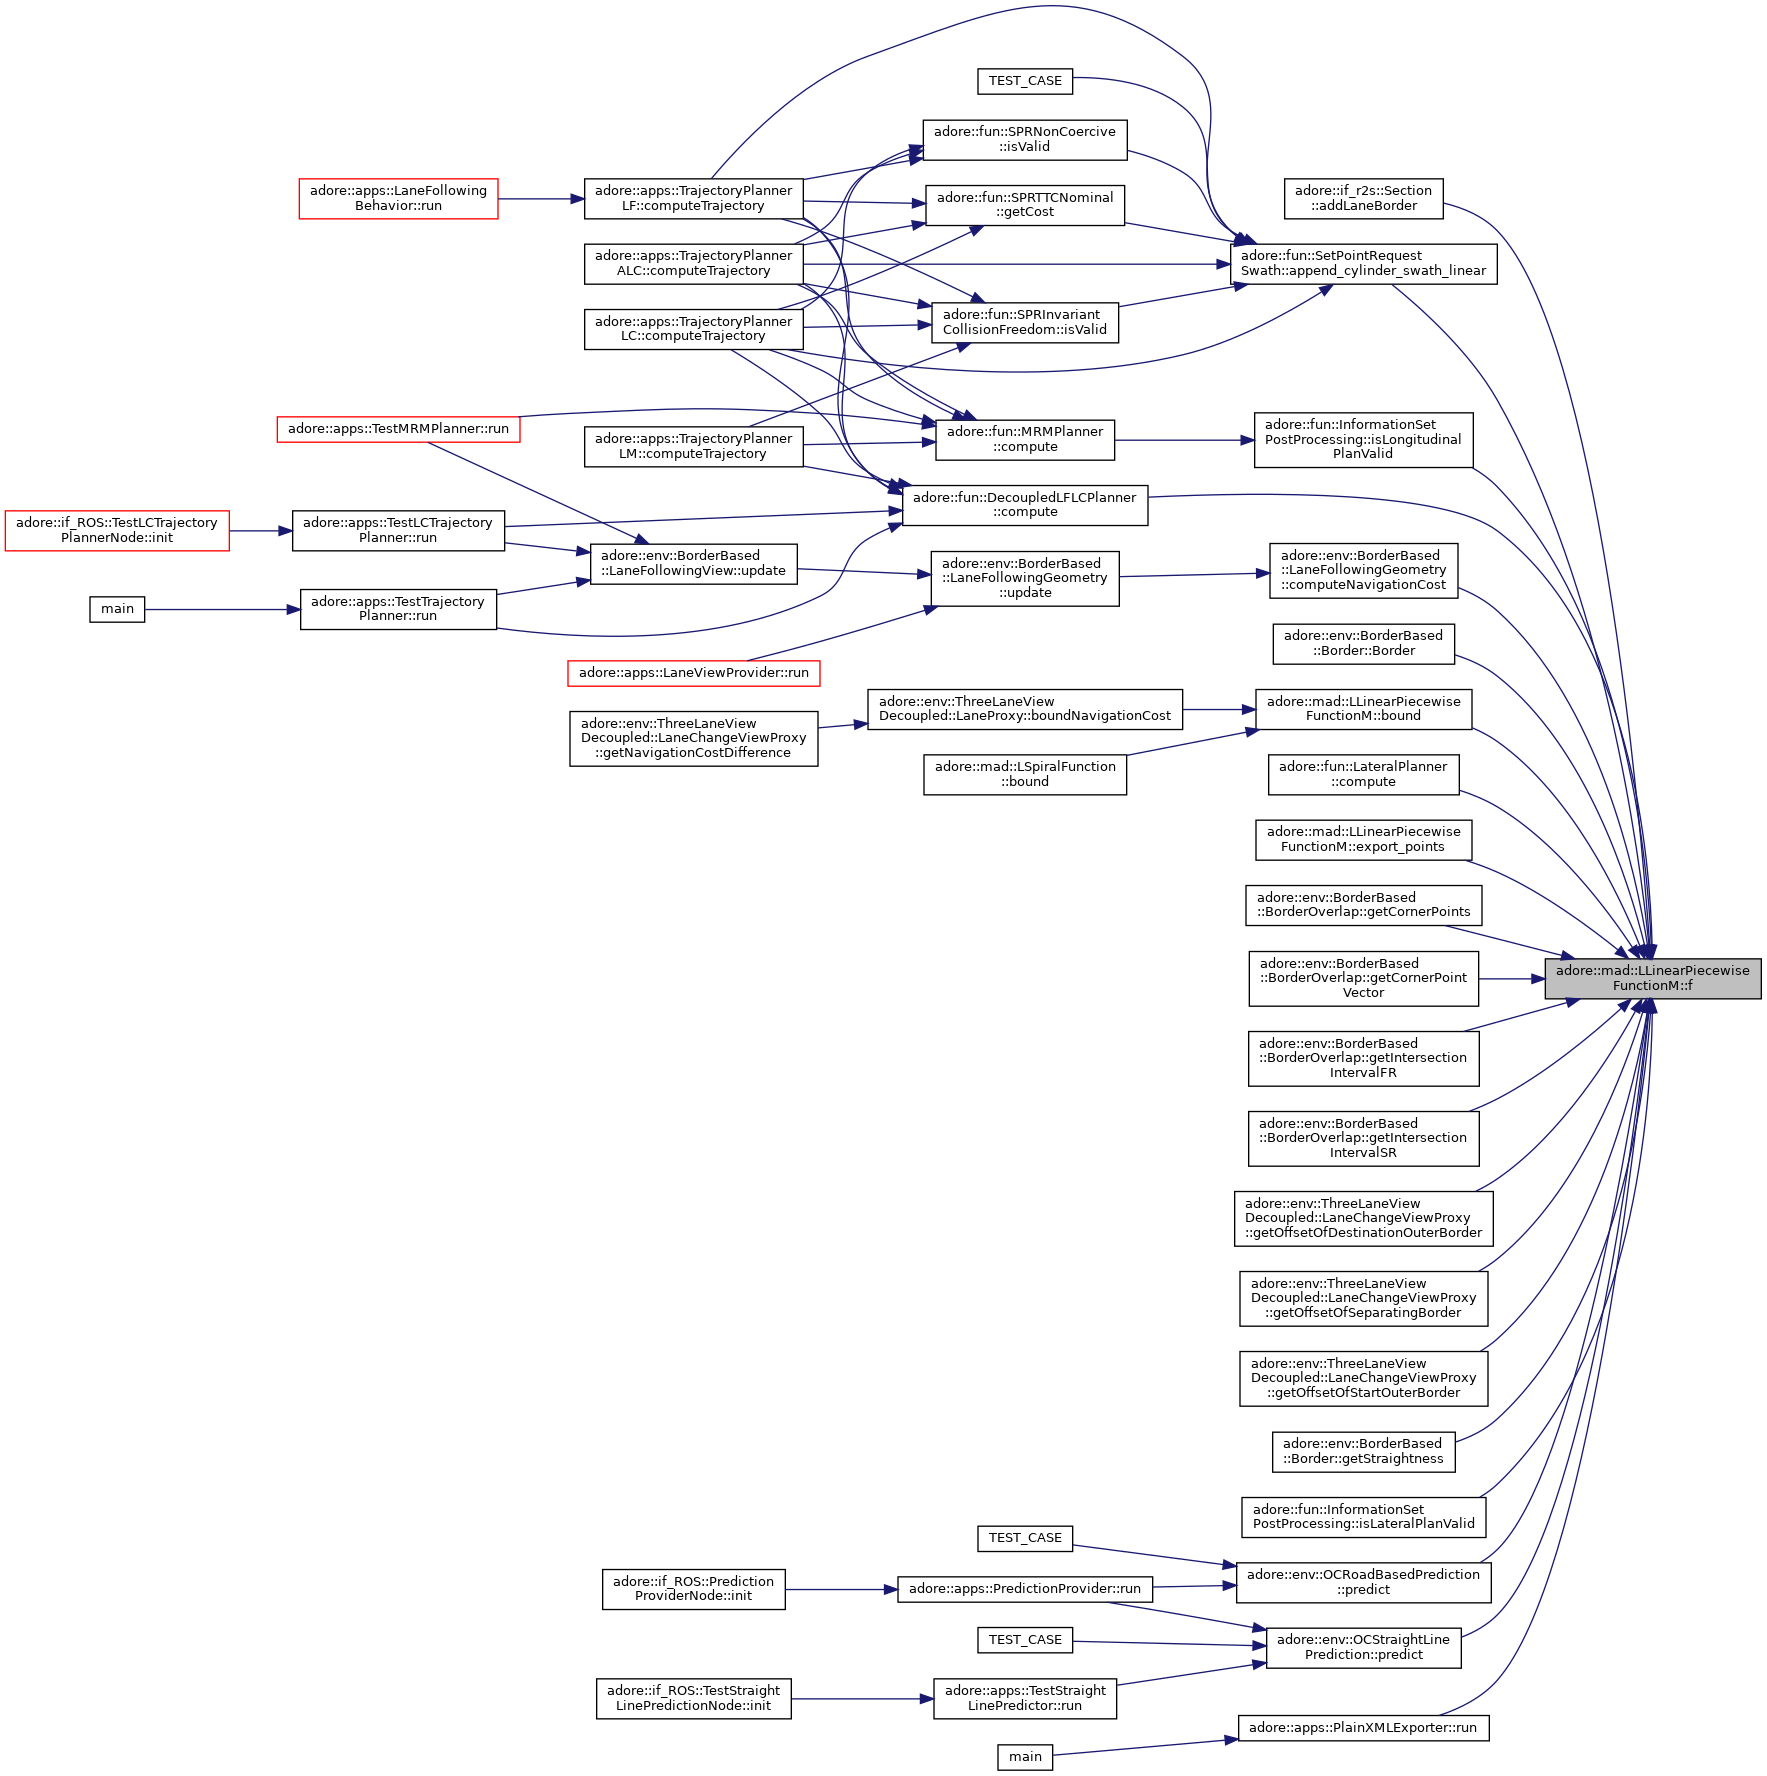 TEST_CASE
adore::fun::SPRNonCoercive
::isValid
adore::apps::LaneFollowing
Behavior::run
adore::apps::TrajectoryPlanner
LF::computeTrajectory
adore::fun::SPRTTCNominal
::getCost
adore::if_r2s::Section
::addLaneBorder
adore::apps::TrajectoryPlanner
ALC::computeTrajectory
adore::fun::SetPointRequest
Swath::append_cylinder_swath_linear
adore::apps::TrajectoryPlanner
LC::computeTrajectory
adore::fun::SPRInvariant
CollisionFreedom::isValid
adore::apps::TestMRMPlanner::run
adore::apps::TrajectoryPlanner
LM::computeTrajectory
adore::fun::MRMPlanner
::compute
adore::fun::InformationSet
PostProcessing::isLongitudinal
PlanValid
adore::fun::DecoupledLFLCPlanner
::compute
adore::if_ROS::TestLCTrajectory
PlannerNode::init
adore::apps::TestLCTrajectory
Planner::run
adore::env::BorderBased
::LaneFollowingView::update
adore::env::BorderBased
::LaneFollowingGeometry
::update
adore::env::BorderBased
::LaneFollowingGeometry
::computeNavigationCost
main
adore::apps::TestTrajectory
Planner::run
adore::env::BorderBased
::Border::Border
adore::apps::LaneViewProvider::run
adore::env::ThreeLaneView
Decoupled::LaneChangeViewProxy
::getNavigationCostDifference
adore::env::ThreeLaneView
Decoupled::LaneProxy::boundNavigationCost
adore::mad::LLinearPiecewise
FunctionM::bound
adore::mad::LSpiralFunction
::bound
adore::fun::LateralPlanner
::compute
adore::mad::LLinearPiecewise
FunctionM::export_points
adore::env::BorderBased
::BorderOverlap::getCornerPoints
adore::env::BorderBased
::BorderOverlap::getCornerPoint
Vector
adore::mad::LLinearPiecewise
FunctionM::f
adore::env::BorderBased
::BorderOverlap::getIntersection
IntervalFR
adore::env::BorderBased
::BorderOverlap::getIntersection
IntervalSR
adore::env::ThreeLaneView
Decoupled::LaneChangeViewProxy
::getOffsetOfDestinationOuterBorder
adore::env::ThreeLaneView
Decoupled::LaneChangeViewProxy
::getOffsetOfSeparatingBorder
adore::env::ThreeLaneView
Decoupled::LaneChangeViewProxy
::getOffsetOfStartOuterBorder
adore::env::BorderBased
::Border::getStraightness
adore::fun::InformationSet
PostProcessing::isLateralPlanValid
TEST_CASE
adore::if_ROS::Prediction
ProviderNode::init
adore::apps::PredictionProvider::run
adore::env::OCRoadBasedPrediction
::predict
TEST_CASE
adore::env::OCStraightLine
Prediction::predict
adore::if_ROS::TestStraight
LinePredictionNode::init
adore::apps::TestStraight
LinePredictor::run
adore::apps::PlainXMLExporter::run
main